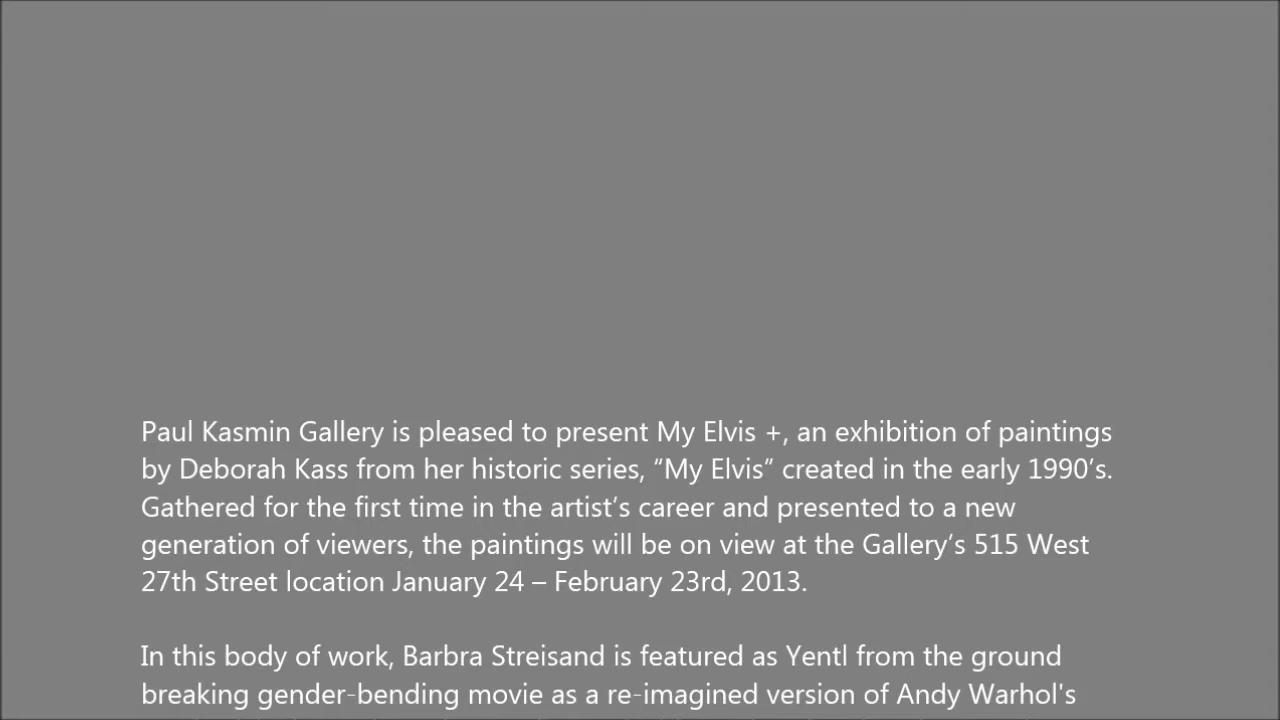 Paul Kasmin Gallery is pleased to present My Elvis +, an exhibition of paintings
by Deborah Kass from her historic series, “My Elvis” created in the early 1990’s.
Gathered for the first time in the artist’s career and presented to a new
generation of viewers, the paintings will be on view at the Gallery’s 515 West
27th Street location January 24 – February 23rd, 2013.
In this body of work, Barbra Streisand is featured as Yentl from the ground
breaking gender-bending movie as a re-imagined version of Andy Warhol's